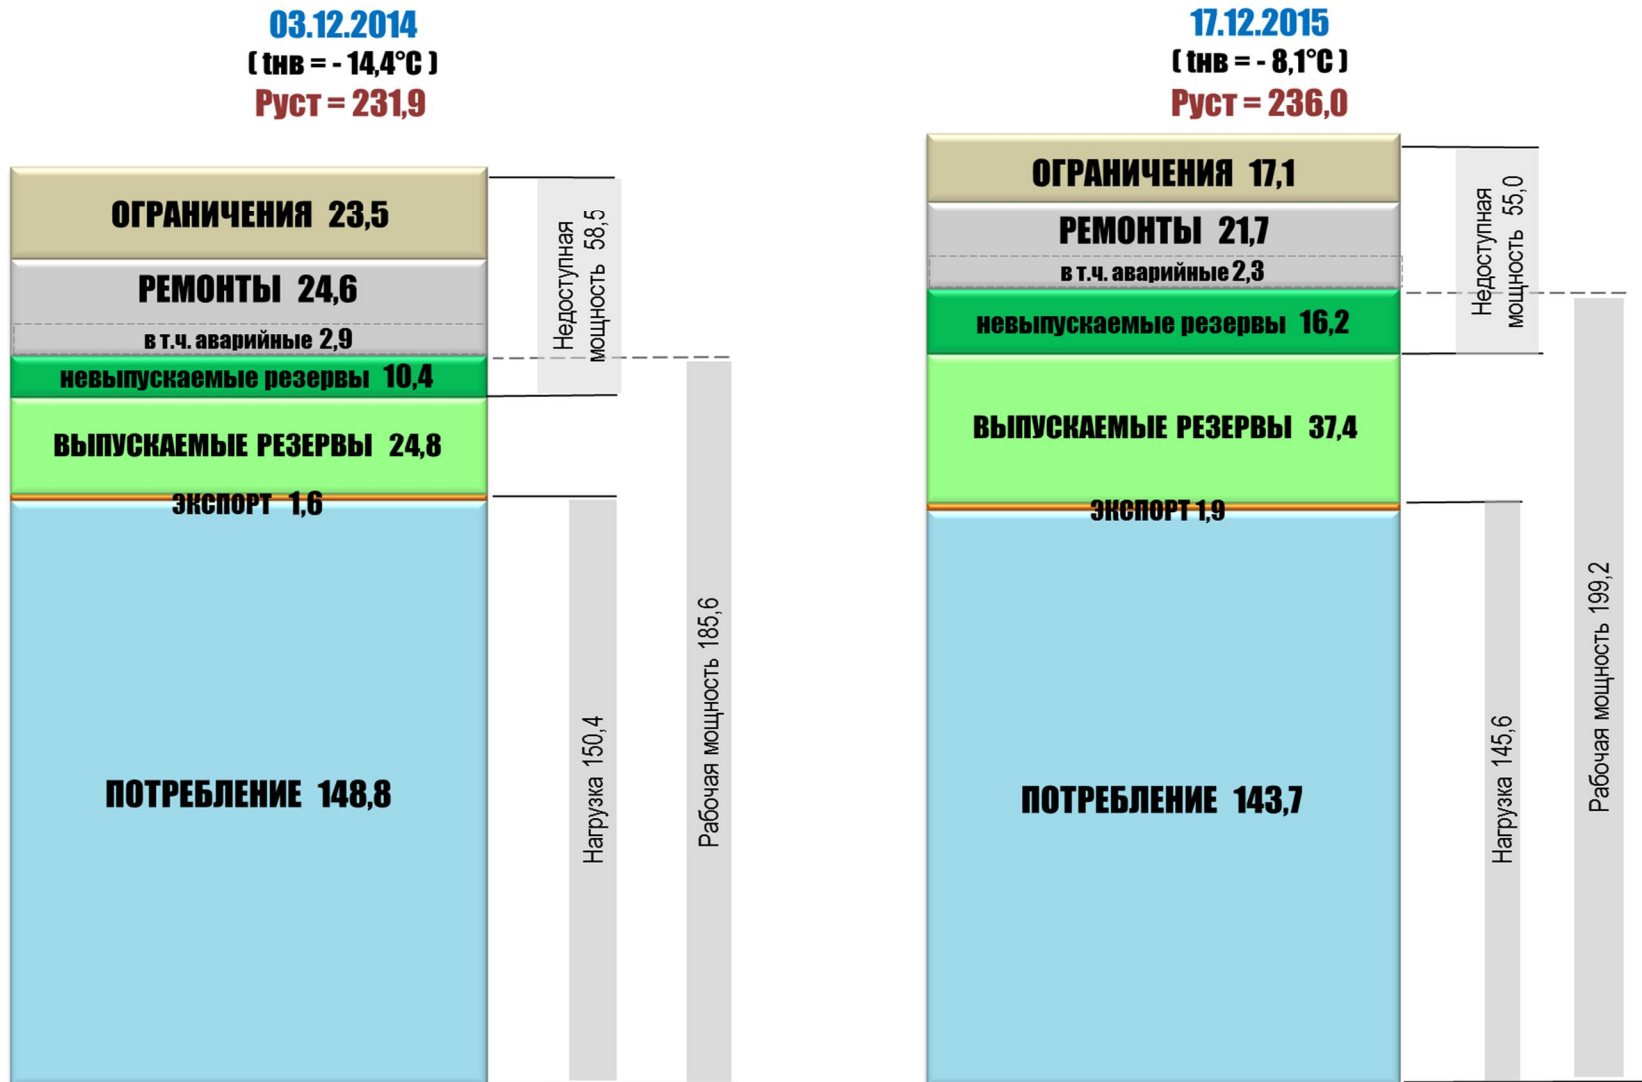 03.12.2014
( tнв = - 14,4°C )
Руст = 231,9
ОГРАНИЧЕНИЯ 23,5
РЕМОНТЫ 24,6
в т.ч. аварийные 2,9
невыпускаемые резервы 10,4
ВЫПУСКАЕМЫЕ РЕЗЕРВЫ 24,8
ЭКСПОРТ 1,6
ПОТРЕБЛЕНИЕ 148,8
Недоступная
мощность 58,5
Нагрузка 150,4
Рабочая мощность 185,6
17.12.2015
( tнв = - 8,1°C )
Руст = 236,0
ОГРАНИЧЕНИЯ 17,1
РЕМОНТЫ 21,7
в т.ч. аварийные 2,3
невыпускаемые резервы 16,2
ВЫПУСКАЕМЫЕ РЕЗЕРВЫ 37,4
ЭКСПОРТ 1,9
ПОТРЕБЛЕНИЕ 143,7
Недоступная
мощность 55,0
Нагрузка 145,6
Рабочая мощность 199,2